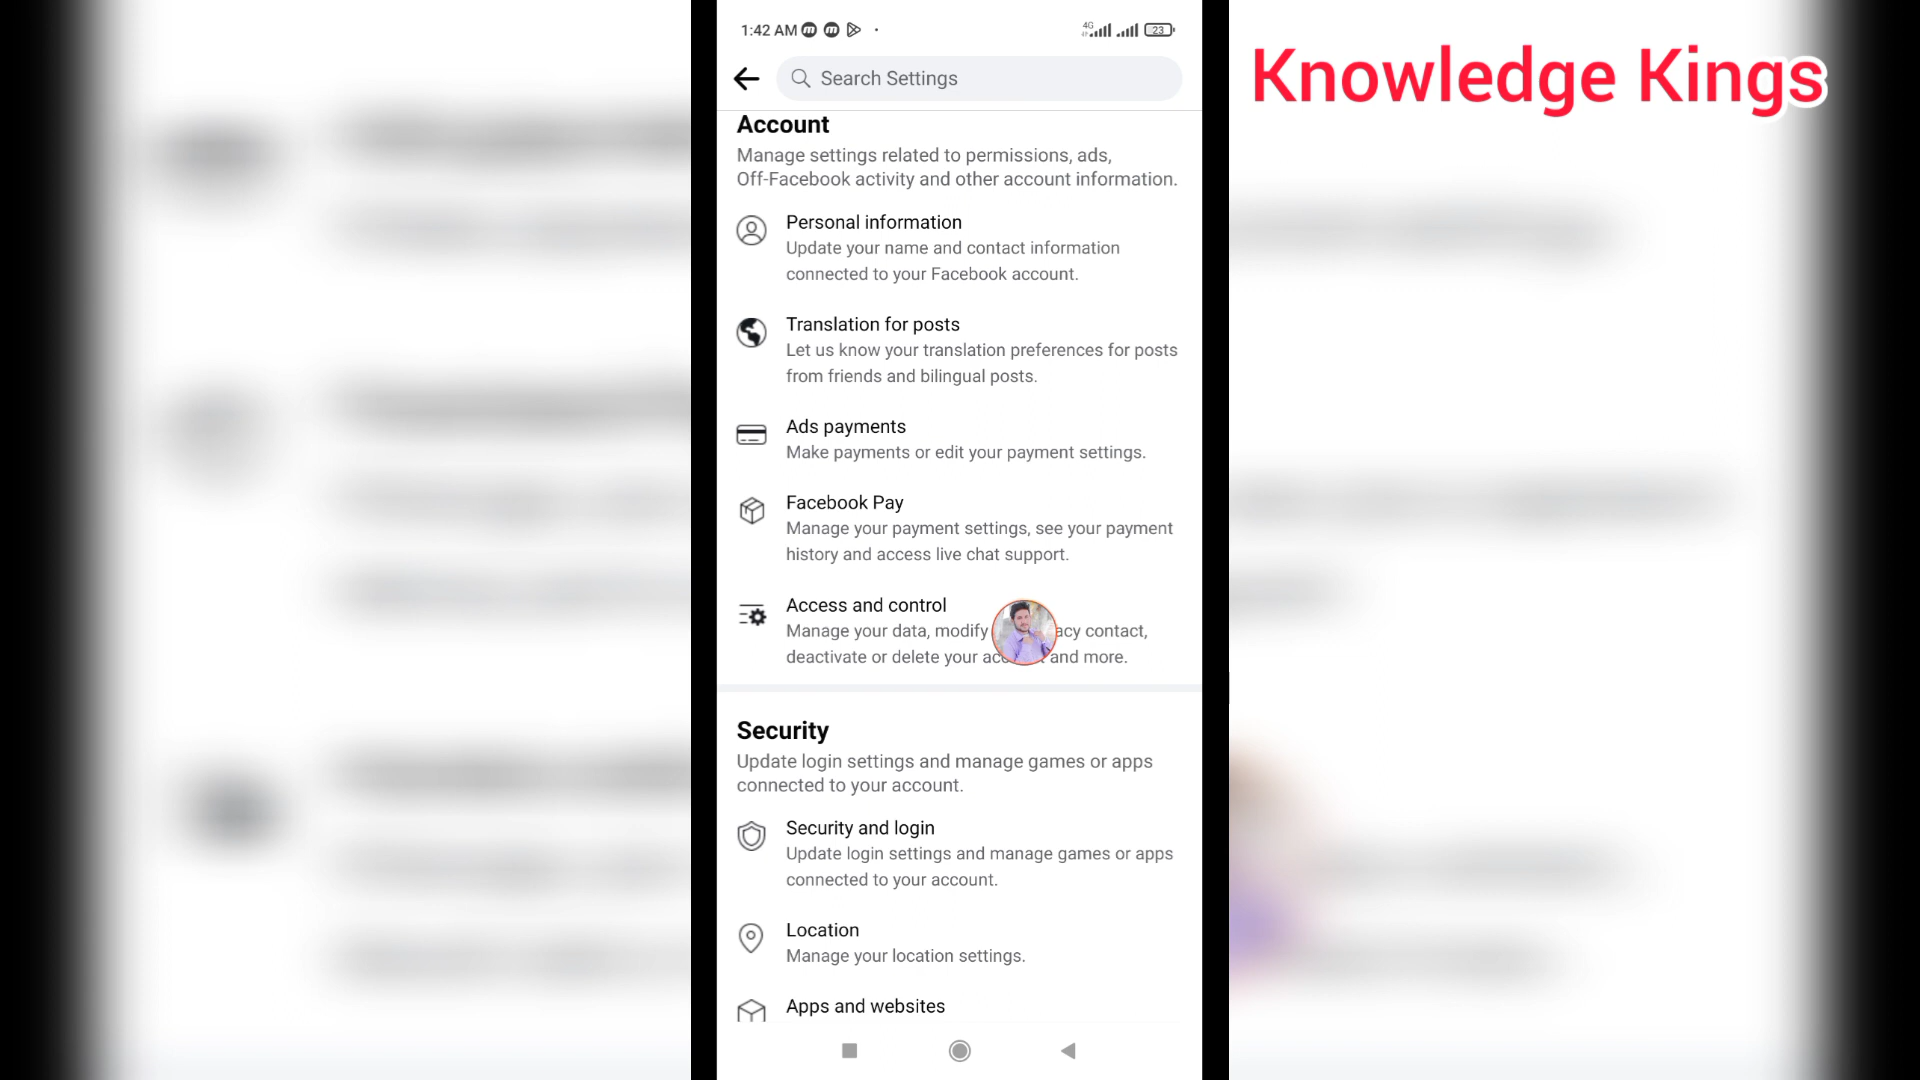 1:42 AM
4G
23
Knowledge Kings
Search Settings
Account
Manage settings related to permissions, ads,
Off-Facebook activity and other account information.
Personal information
Update your name and contact information
connected to your Facebook account.
Translation for posts
Let us know your translation preferences for posts
from friends and bilingual posts.
Ads payments
Make payments or edit your payment settings.
Facebook Pay
Manage your payment settings, see your payment
history and access live chat support.
Access and control
Manage your data, modify acy contact,
deactivate or delete your and more.
Security
Update login settings and manage games or apps
connected to your account.
Security and login
Update login settings and manage games or apps
connected to your account.
Location
Manage your location settings.
Apps and websites